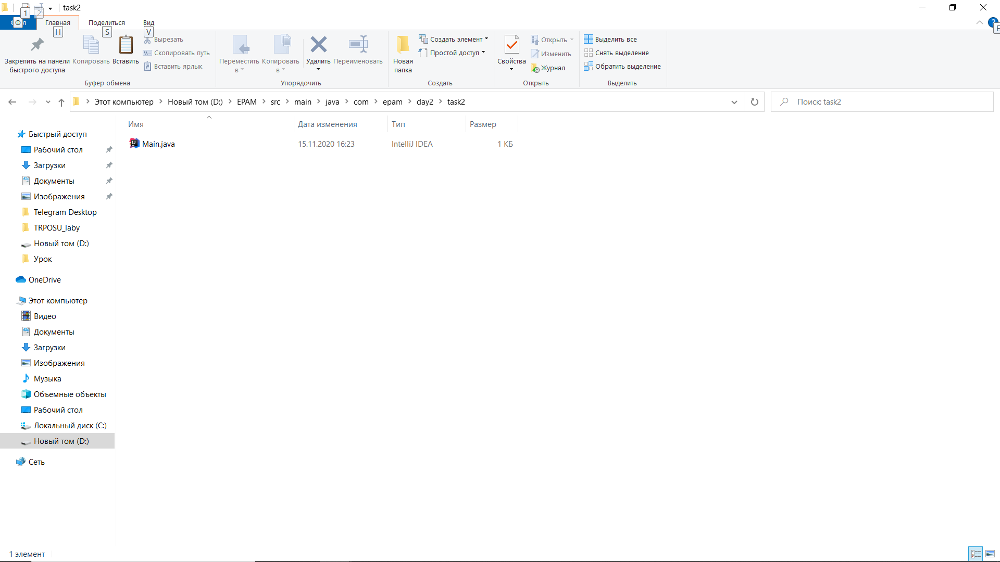 1
2
task2
Ф
Главная
Поделиться
Вид
H
S
V
E
Закрепить на панели
быстрого доступа
Копировать
Вставить
Вырезать
Скопировать путь
Вставить ярлык
Буфер обмена
Переместить
в
Копировать
в
Удалить
Переименовать
Упорядочить
Новая
папка
Создать элемент
Простой доступ
Создать
Свойства
Открыть
Изменить
Журнал
Открыть
Выделить все
Снять выделение
Обратить выделение
Выделить
Этот компьютер
Новый том (D:)
EPAM
src
main
java
com
epam
day2
task2
Поиск: task2
Имя
Дата изменения
Тип
Размер
Main.java
15.11.2020 16:23
IntelliJ IDEA
1 КБ
Быстрый доступ
Рабочий стол
Загрузки
Документы
Изображения
Telegram Desktop
TRPOSU_laby
Новый том (D:)
Урок
OneDrive
Этот компьютер
Видео
Документы
Загрузки
Изображения
Музыка
Объемные объекты
Рабочий стол
Локальный диск (C:)
Новый том (D:)
Сеть
1 элемент